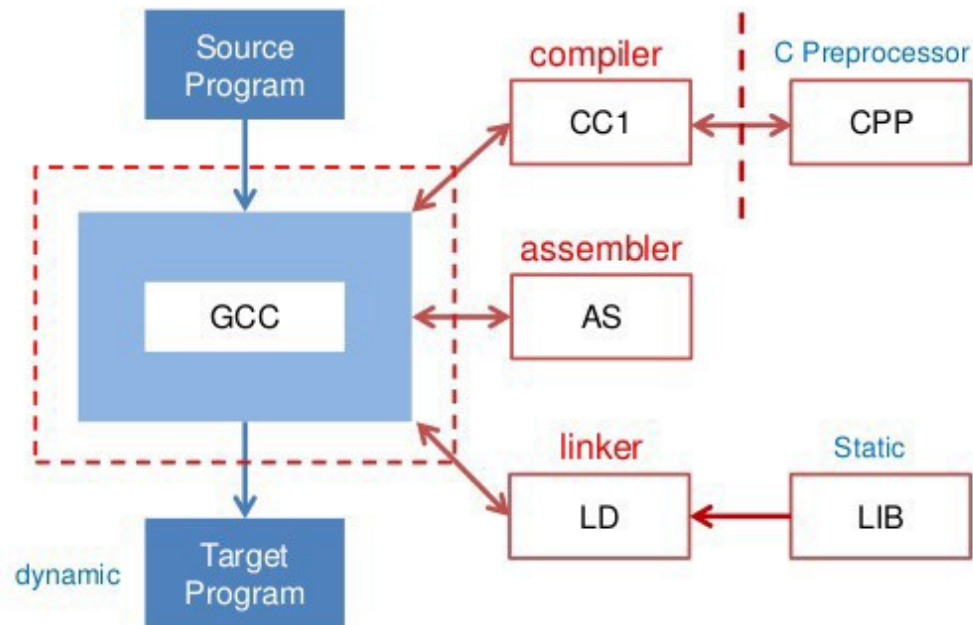 Source
Program
compiler
C Preprocessor
CC1
CPP
assembler
GCC
AS
linker
Static
LD
LIB
dynamic
Target
Program